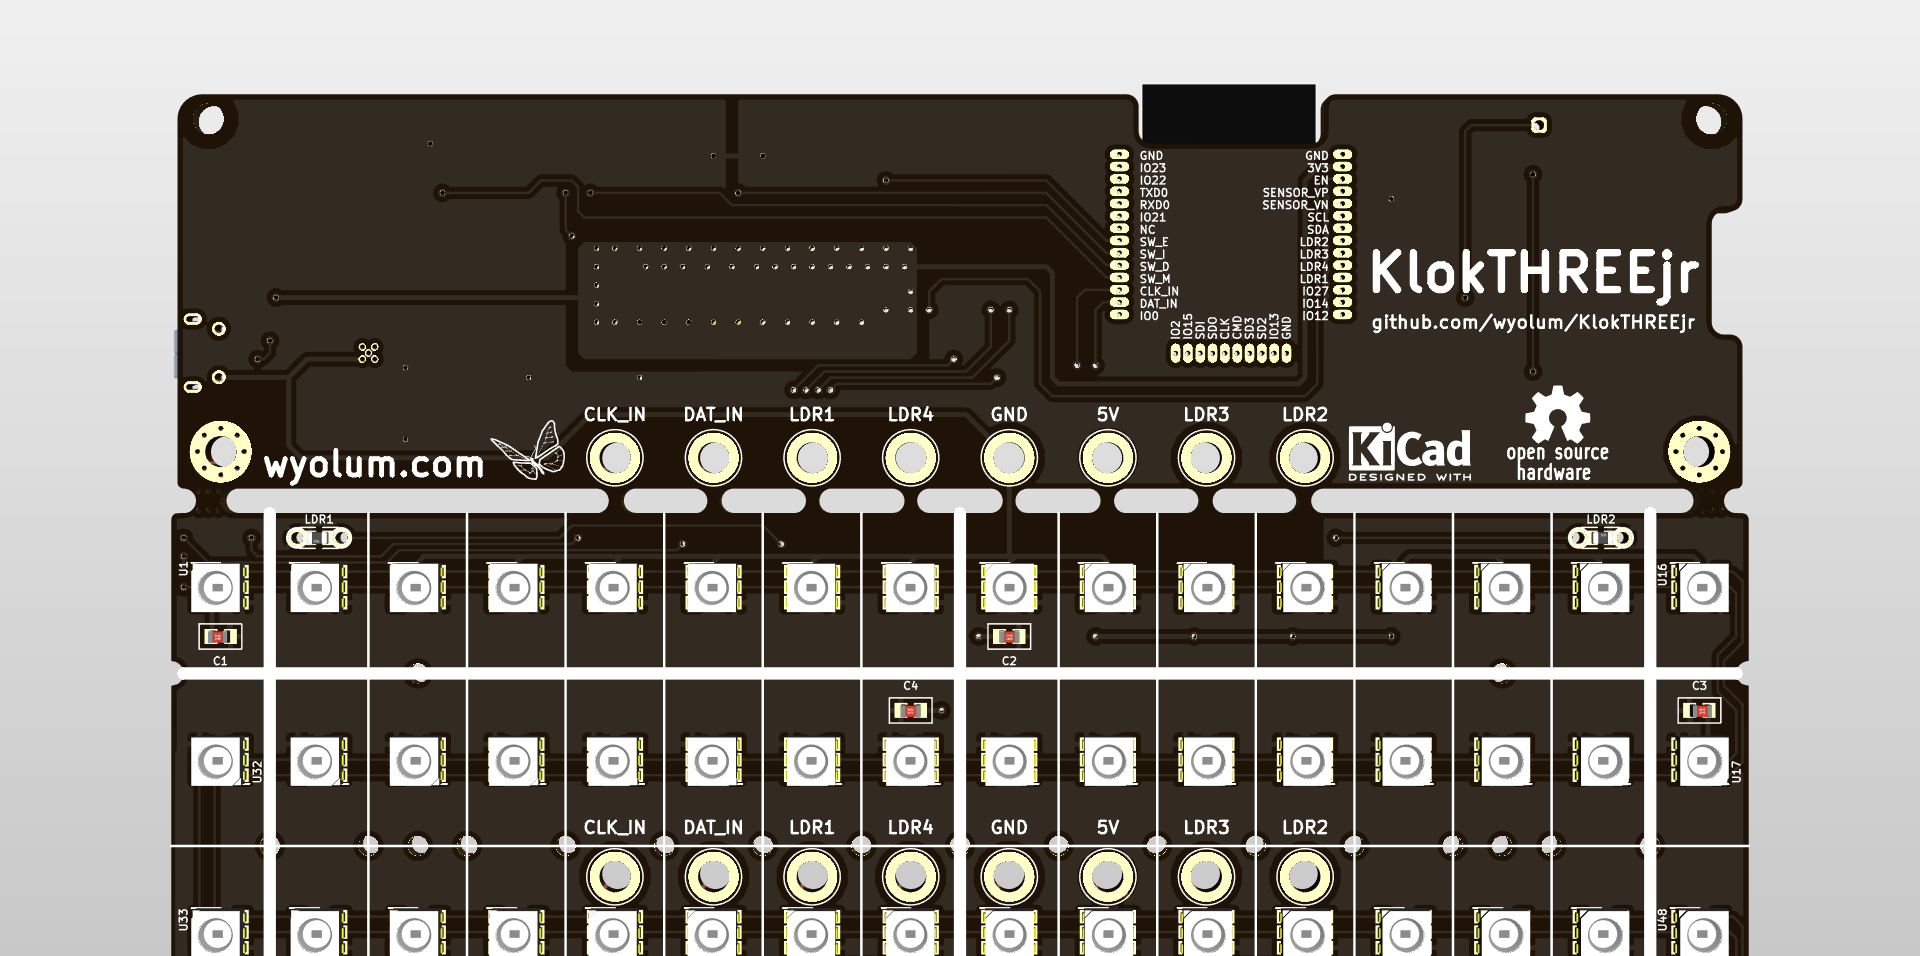 GND
IO23
IO22
TXD0
RXD0
IO21
NC
SW_E
SW_I
SW_D
SW_M
CLK_IN
DAT_IN
IO0
GND
3V3
EN
SENSOR_VP
SENSOR_VN
SCL
SDA
LDR2
LDR3
LDR4
LDR1
IO27
IO14
IO12
IO2
IO15
SDI
SDO
CLK
CMD
SD3
SD2
IO13
GND
KlokTHREEjr
github.com/wyolum/KlokTHREEjr
CLK_IN DAT_IN LDR1 LDR4 GND 5V LDR3 LDR2
wyolum.com
KiCad
DESIGNED WITH
open source
hardware
LDR1 LDR2
U1 U16
C1 C2
C4 C3
U32 U17
CLK_IN DAT_IN LDR1 LDR4 GND 5V LDR3 LDR2
U33 U48